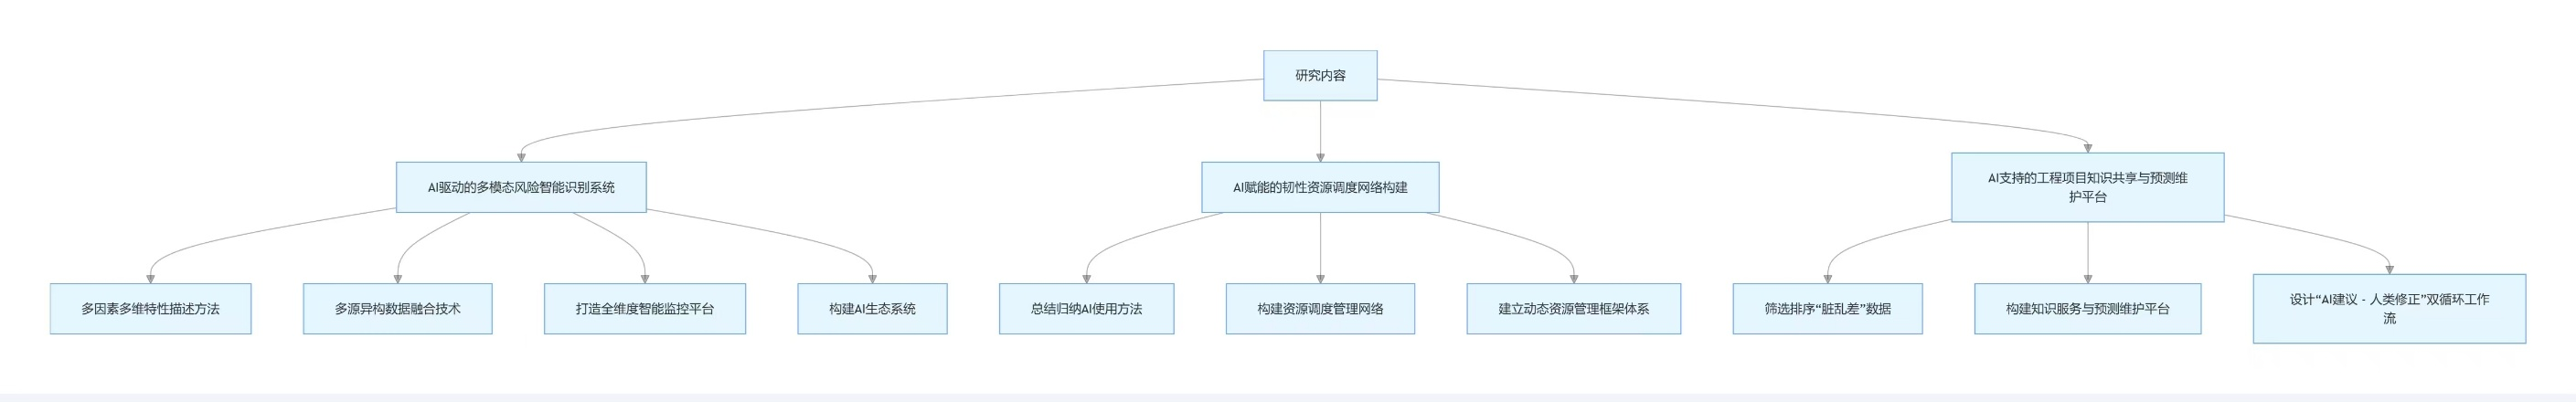 研究内容
AI驱动的多模态风险智能识别系统
AI赋能的韧性资源调度网络构建
AI支持的工程项目知识共享与预测维
护平台
多因素多维特性描述方法
多源异构数据融合技术
打造全维度智能监控平台
构建AI生态系统
总结归纳AI使用方法
构建资源调度管理网络
建立动态资源管理框架体系
筛选排序“脏乱差”数据
构建知识服务与预测维护平台
设计“AI建议 - 人类修正”双循环工作
流